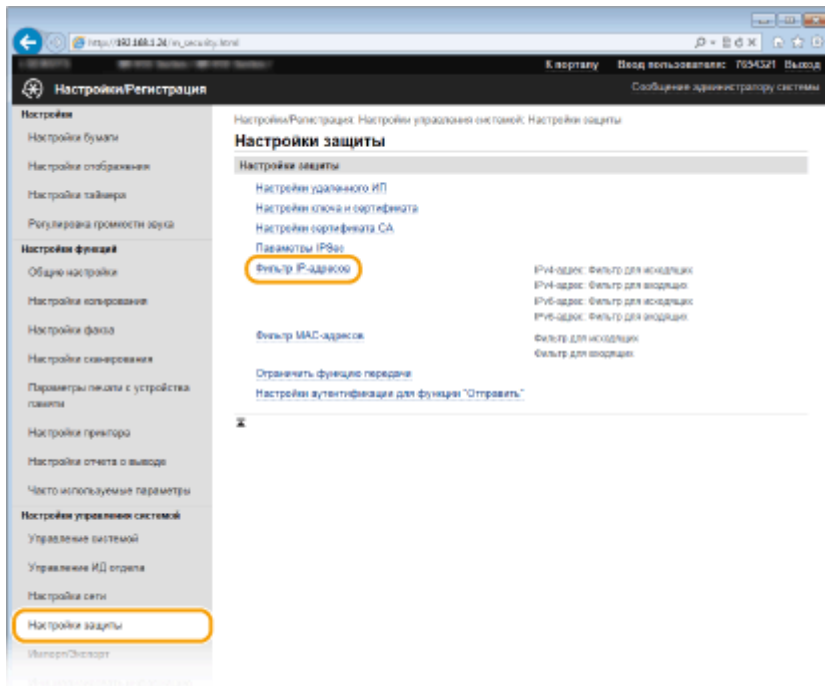 http://192.168.1.24/m_security.html
К порталу Вход пользователя: 7654321 Выход
Настройки/Регистрация
Сообщение администратору системы
Настройки
Настройки бумаги
Настройки отображения
Настройки таймера
Регулировка громкости звука
Настройки функций
Общие настройки
Настройки копирования
Настройки факса
Настройки сканирования
Параметры печати с устройства
памяти
Настройки принтера
Настройки отчета о выводе
Часто используемые параметры
Настройки управления системой
Управление системой
Управление ИД отдела
Настройки сети
Настройки защиты
Импорт/Экспорт
Настройки/Регистрация: Настройки управления системой: Настройки защиты
Настройки защиты
Настройки защиты
Настройки удаленного ИП
Настройки ключа и сертификата
Настройки сертификата CA
Параметры IPSec
Фильтр IP-адресов
IPv4-адрес: Фильтр для исходящих
IPv4-адрес: Фильтр для входящих
IPv6-адрес: Фильтр для исходящих
IPv6-адрес: Фильтр для входящих
Фильтр MAC-адресов
Фильтр для исходящих
Фильтр для входящих
Ограничить функцию передачи
Настройки аутентификации для функции "Отправить"